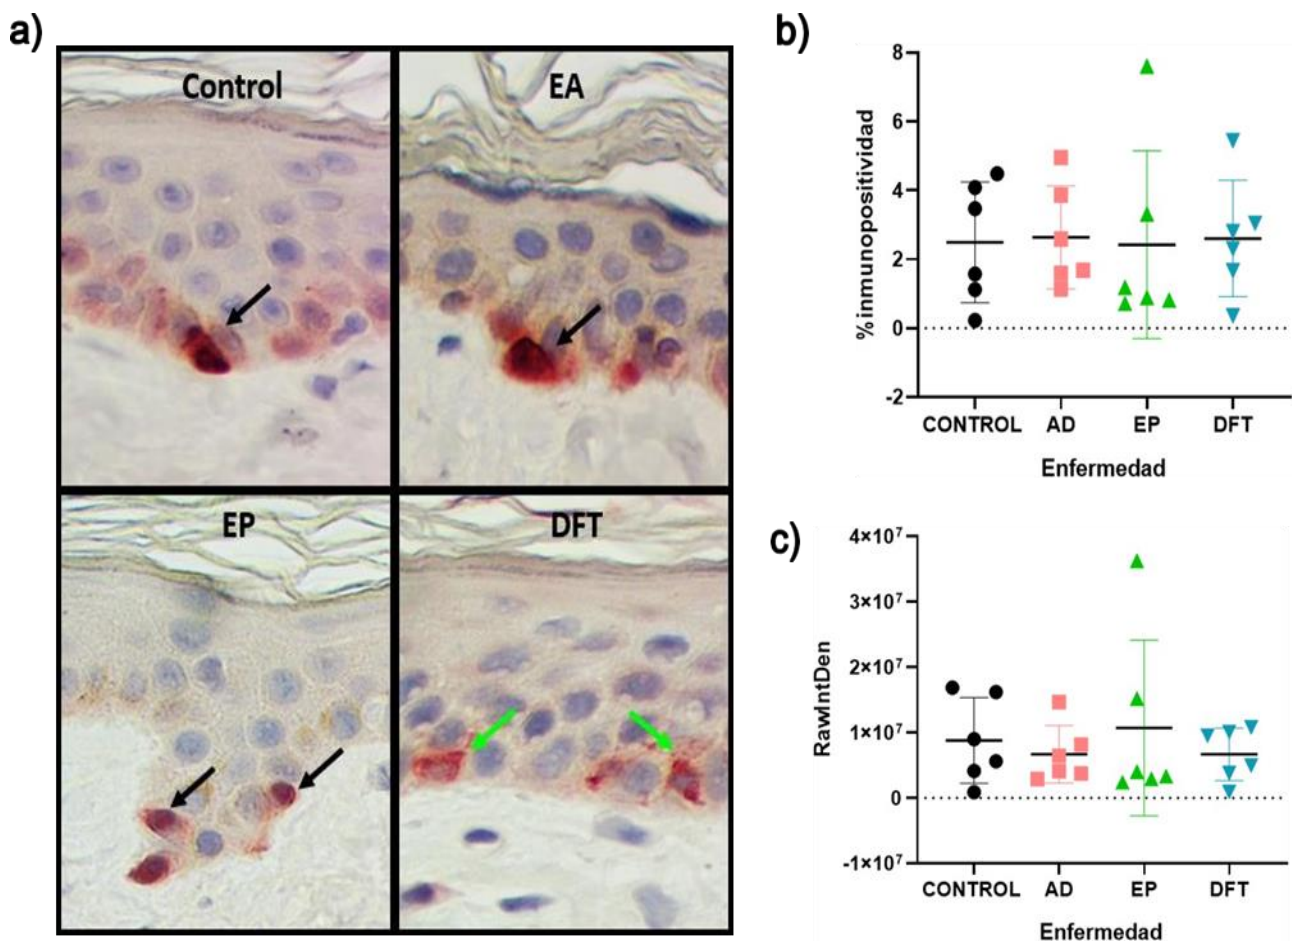 a)
Control
EA
EP
DFT
b)
8
6
4
2
0
-2
%inmunopositividad
CONTROL AD EP DFT
Enfermedad
c)
4×10⁷
3×10⁷
2×10⁷
1×10⁷
0
-1×10⁷
RawIntDen
CONTROL AD EP DFT
Enfermedad